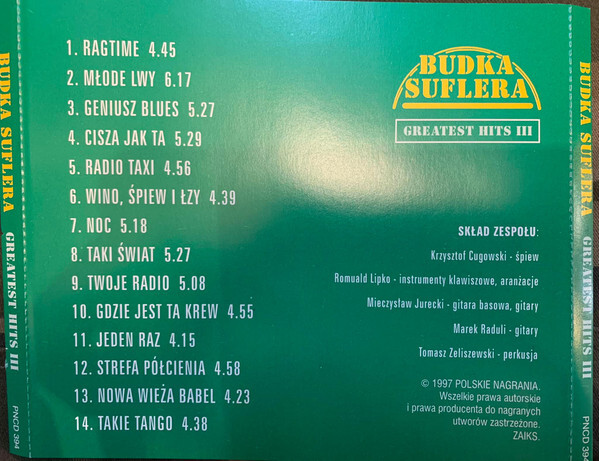 1. RAGTIME 4.45
2. MŁODE LWY 6.17
3. GENIUSZ BLUES 5.27
4. CISZA JAK TA 5.29
5. RADIO TAXI 4.56
6. WINO, ŚPIEW I ŁZY 4.39
7. NOC 5.18
8. TAKI ŚWIAT 5.27
9. TWOJE RADIO 5.08
10. GDZIE JEST TA KREW 4.55
11. JEDEN RAZ 4.15
12. STREFA PÓŁCIENIA 4.58
13. NOWA WIEŻA BABEL 4.23
14. TAKIE TANGO 4.38
BUDKA
SUFLERA
GREATEST HITS III
SKŁAD ZESPOŁU:
Krzysztof Cugowski - śpiew
Romuald Lipko - instrumenty klawiszowe, aranżacje
Mieczysław Jurecki - gitara basowa, gitary
Marek Raduli - gitary
Tomasz Zeliszewski - perkusja
© 1997 POLSKIE NAGRANIA.
Wszelkie prawa autorskie
i prawa producenta do nagranych
utworów zastrzeżone.
ZAIKS.
BUDKA SUFLERA GREATEST HITS III PNCD 394
BUDKA SUFLERA GREATEST HITS III PNCD 394